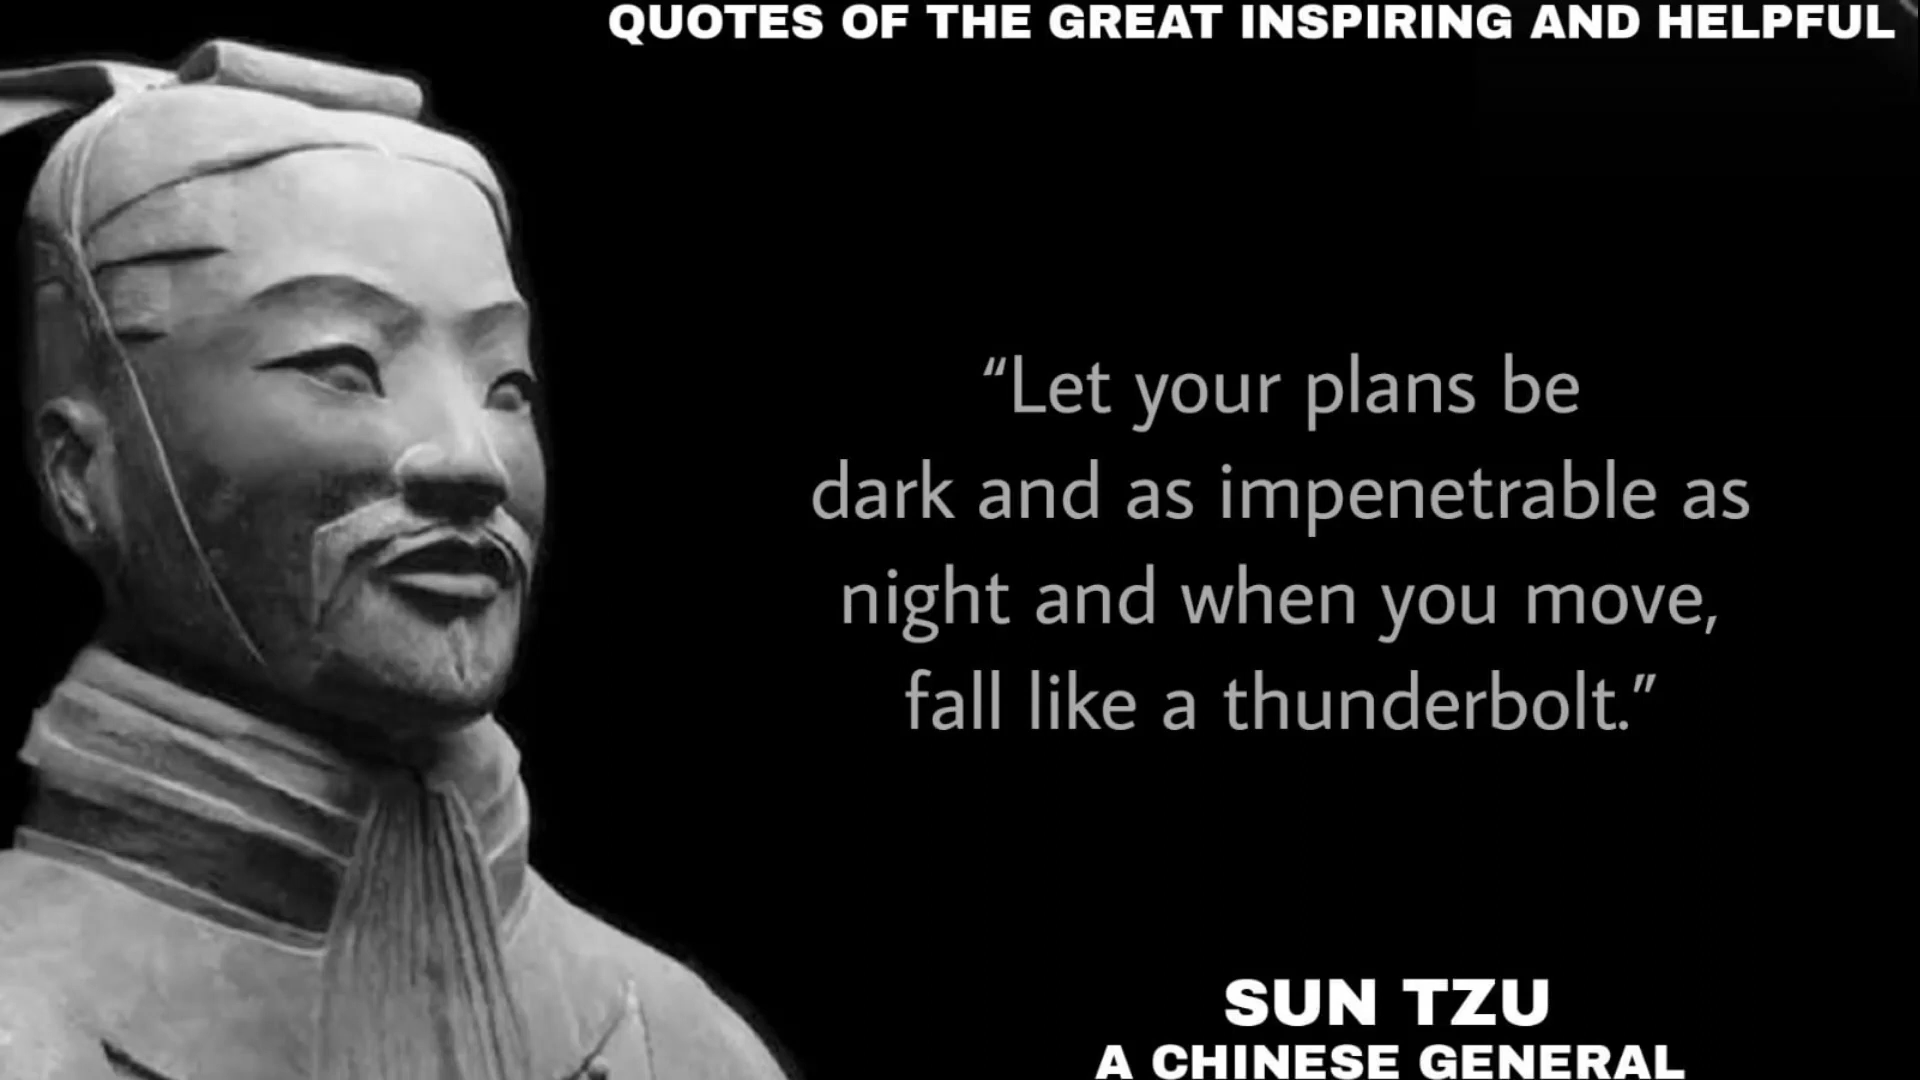 QUOTES OF THE GREAT INSPIRING AND HELPFUL
“Let your plans be
dark and as impenetrable as
night and when you move,
fall like a thunderbolt.”
SUN TZU
A CHINESE GENERAL